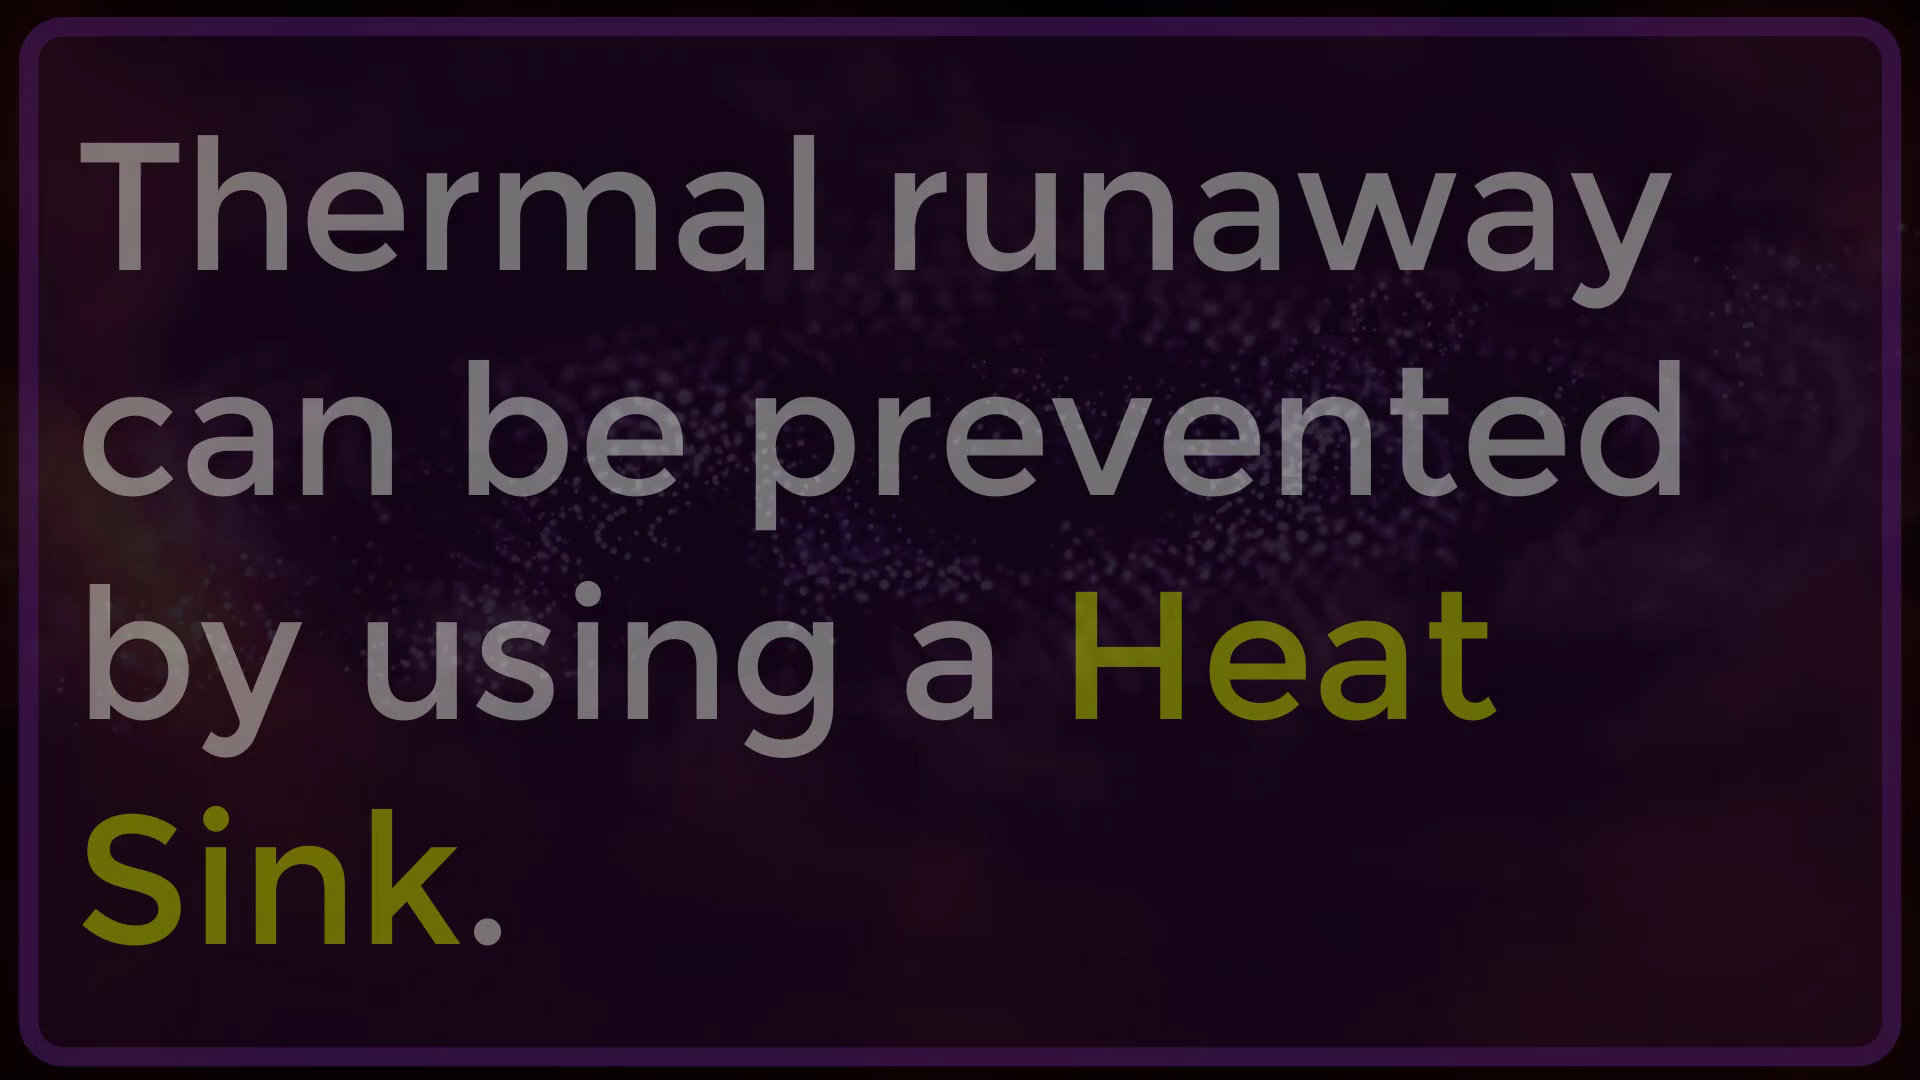 Thermal runaway
can be prevented
by using a Heat
Sink.